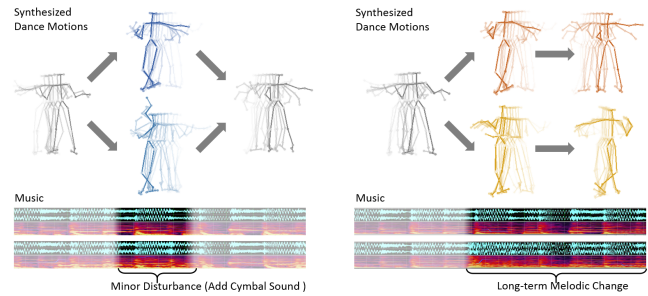 Synthesized
Dance Motions
Music
Minor Disturbance (Add Cymbal Sound )
Synthesized
Dance Motions
Music
Long-term Melodic Change